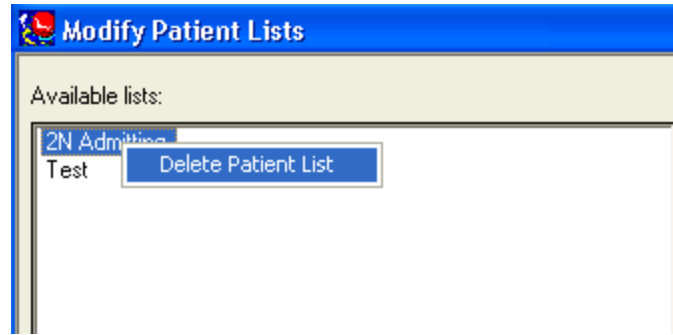 Modify Patient Lists
Available lists:
2N Admitting
Delete Patient List
Test